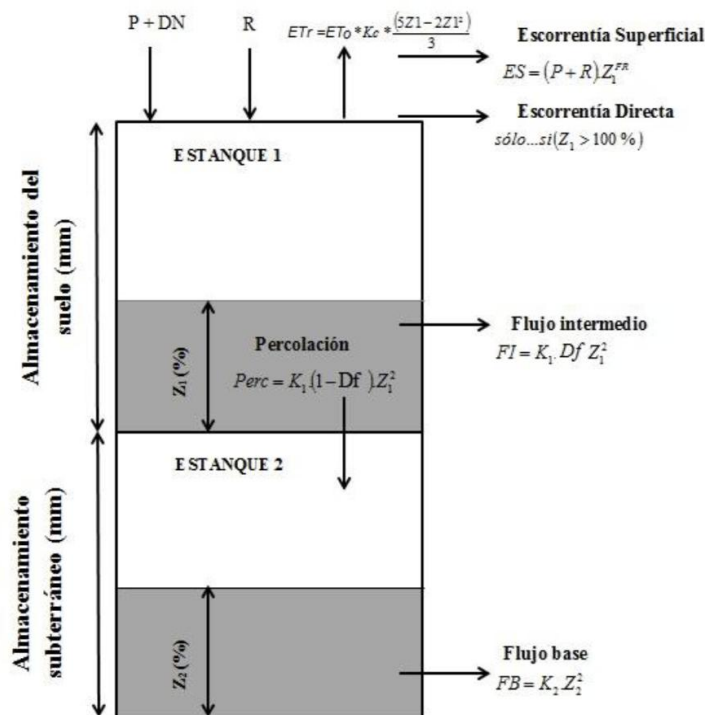 P + DN
R
ETr =ETo * Kc * (5Z1 − 2Z1²) / 3
Escorrentía Superficial
ES = (P + R).Z₁^FR
Escorrentía Directa
sólo...si(Z₁ > 100 %)
ESTANQUE 1
Almacenamiento del
suelo (mm)
Z₁ (%)
Percolación
Perc = K₁.(1 − Df ).Z₁²
Flujo intermedio
FI = K₁. Df Z₁²
ESTANQUE 2
Almacenamiento
subterráneo (mm)
Z₂ (%)
Flujo base
FB = K₂.Z₂²